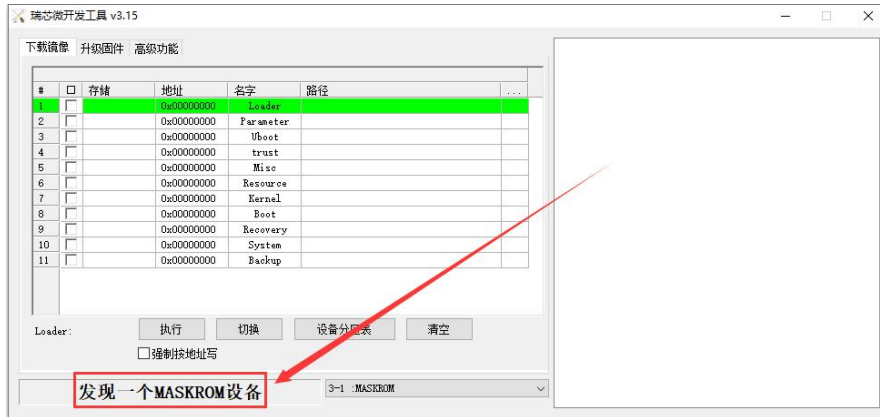 瑞芯微开发工具 v3.15
下载镜像 升级固件 高级功能
# 存储 地址 名字 路径 ...
1 0x00000000 Loader
2 0x00000000 Parameter
3 0x00000000 Uboot
4 0x00000000 trust
5 0x00000000 Misc
6 0x00000000 Resource
7 0x00000000 Kernel
8 0x00000000 Boot
9 0x00000000 Recovery
10 0x00000000 System
11 0x00000000 Backup
Loader: 执行 切换 设备分区表 清空
强制按地址写
发现一个MASKROM设备 3-1 :MASKROM